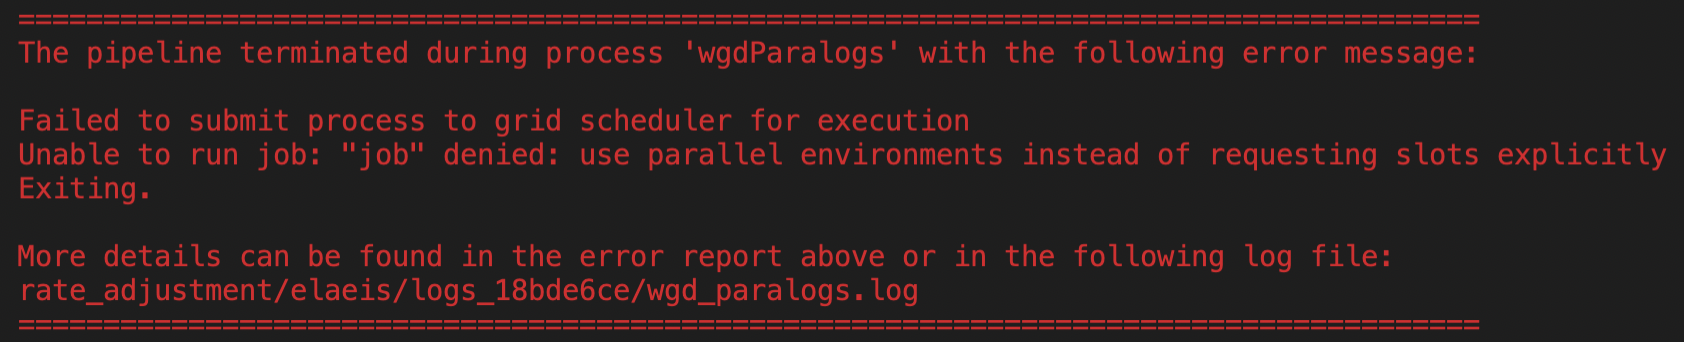 ======================================================================================
The pipeline terminated during process 'wgdParalogs' with the following error message:

Failed to submit process to grid scheduler for execution
Unable to run job: "job" denied: use parallel environments instead of requesting slots explicitly
Exiting.

More details can be found in the error report above or in the following log file:
rate_adjustment/elaeis/logs_18bde6ce/wgd_paralogs.log
======================================================================================